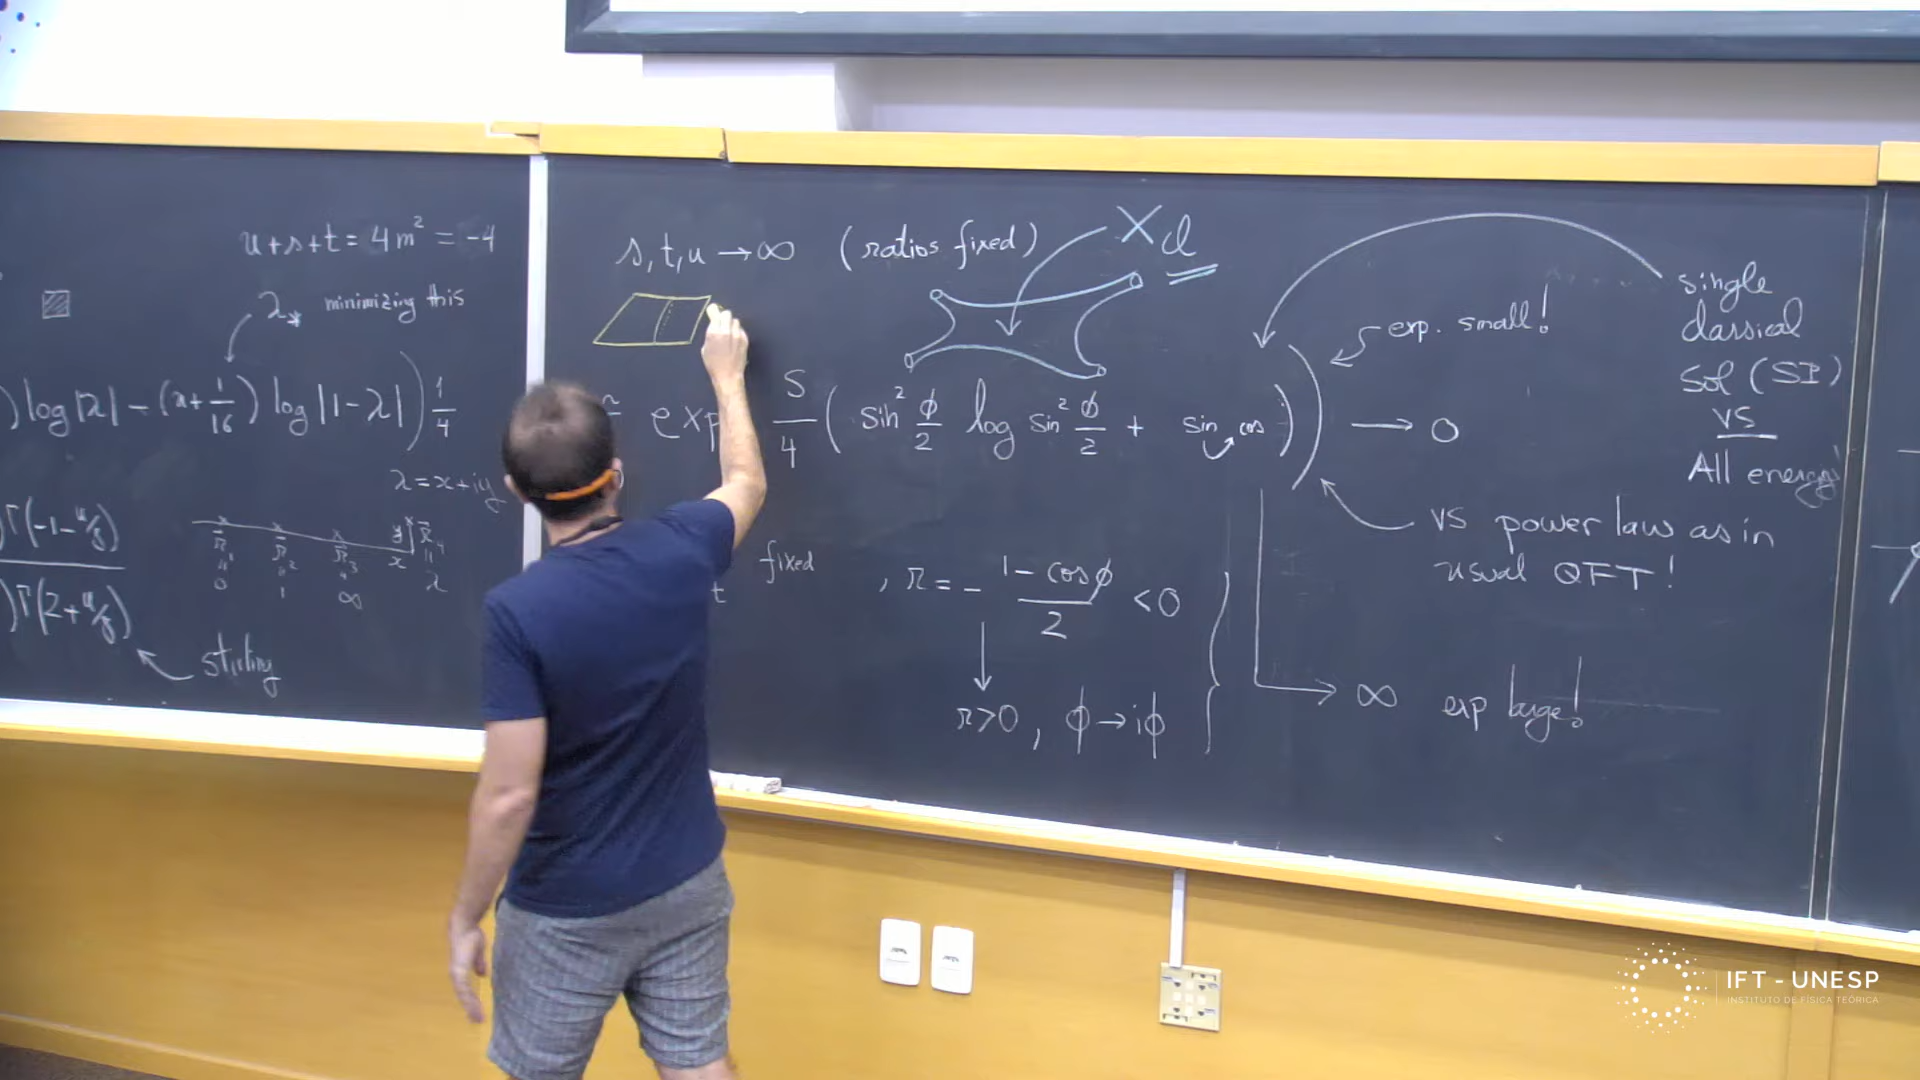 u+s+t = 4m² = -4
λ* minimizing this
) log|λ| - (u+1/16) log|1-λ| ) 1/4
λ = x+iy
Γ(-1-u/8)
)Γ(2+u/8)
0 1 ∞ λ
stirling
s,t,u → ∞ (ratios fixed)
X cl
exp S/4 ( sin² φ/2 log sin² φ/2 + sin cos ) ) → 0
exp. small!
single
classical
sol (SP)
vs
All energy
vs power law as in
usual QFT!
fixed
t
, r = - (1 - cos φ)/2 < 0
r>0, φ → iφ
→ ∞ exp large!
IFT - UNESP
INSTITUTO DE FÍSICA TEÓRICA